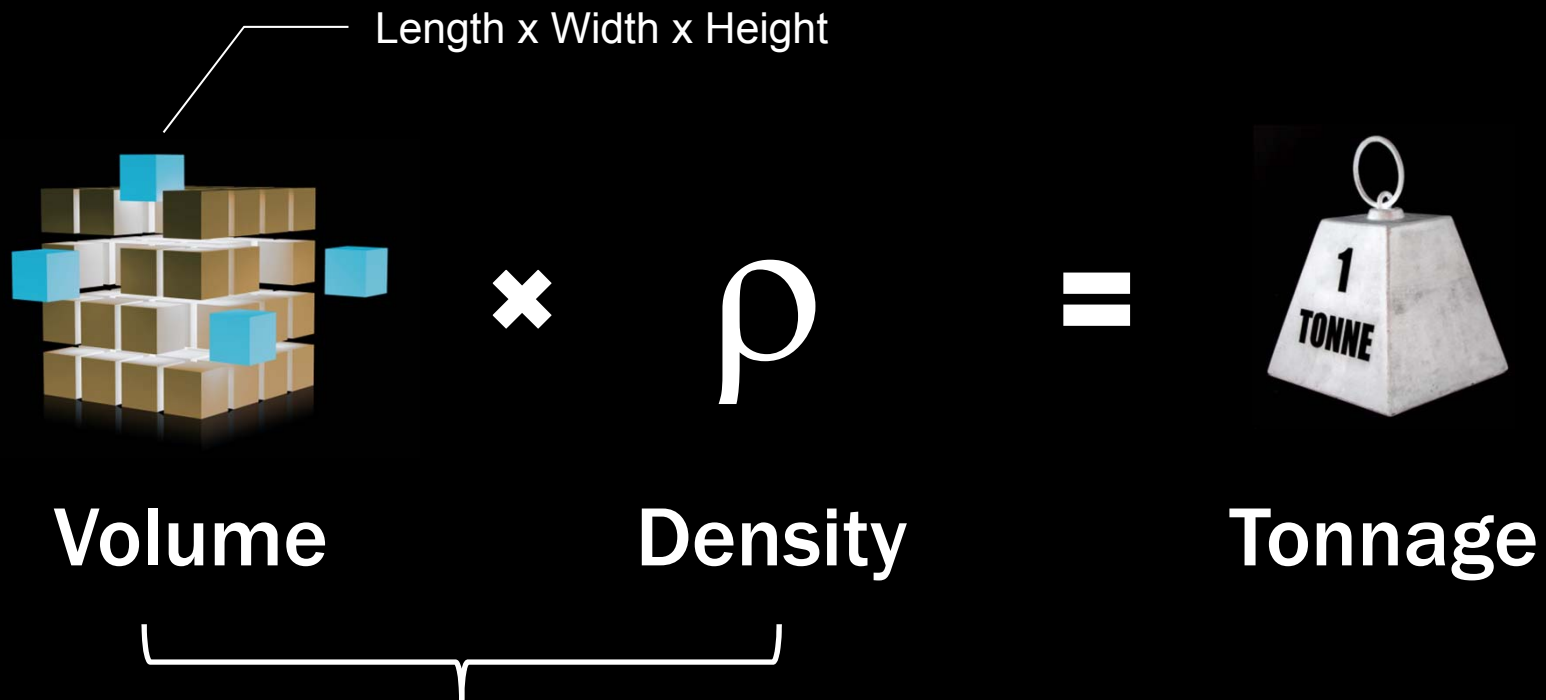 Length x Width x Height
ρ
1
TONNE
Volume
Density
Tonnage